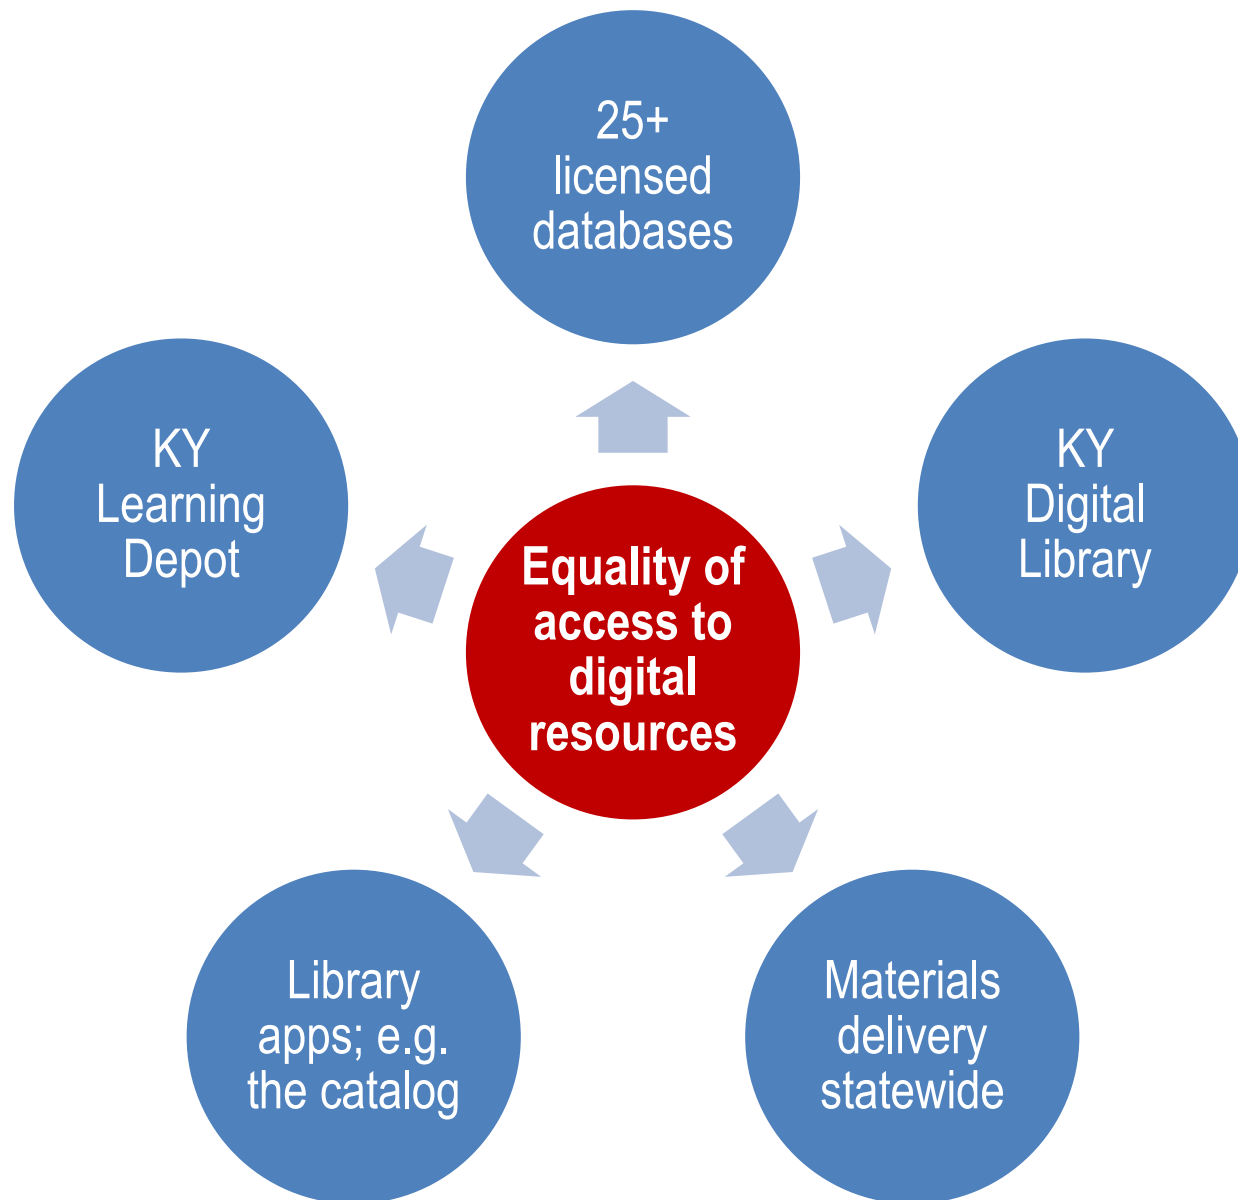 25+
licensed
databases
KY
Learning
Depot
KY
Digital
Library
Equality of
access to
digital
resources
Library
apps; e.g.
the catalog
Materials
delivery
statewide